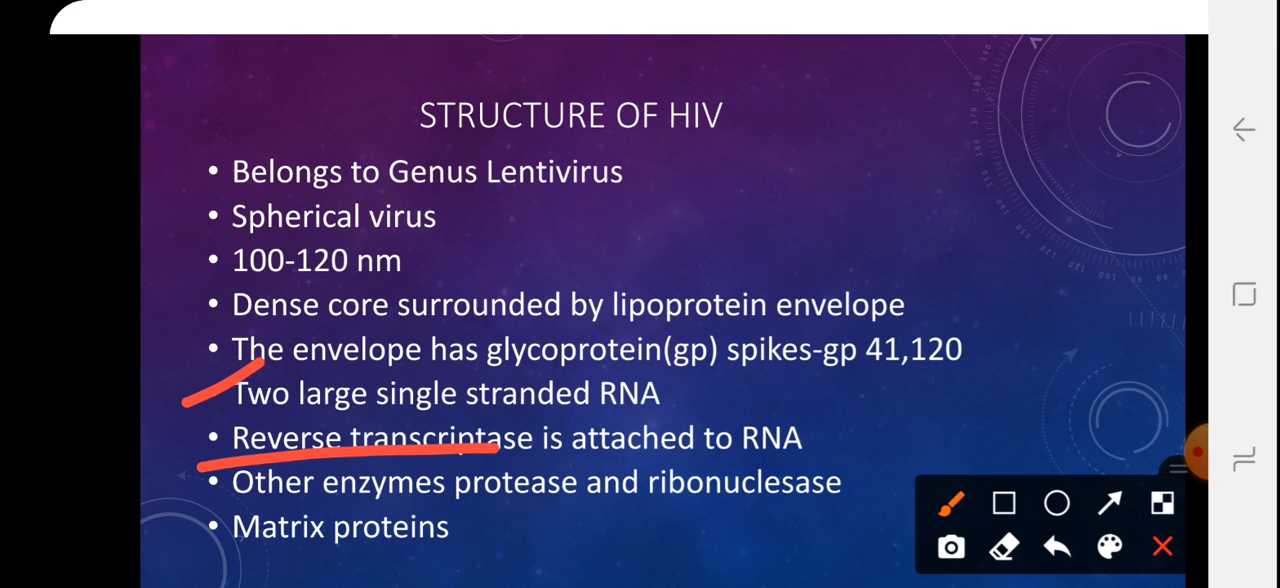 STRUCTURE OF HIV
• Belongs to Genus Lentivirus
• Spherical virus
• 100-120 nm
• Dense core surrounded by lipoprotein envelope
• The envelope has glycoprotein(gp) spikes-gp 41,120
Two large single stranded RNA
• Reverse transcriptase is attached to RNA
• Other enzymes protease and ribonuclesase
• Matrix proteins